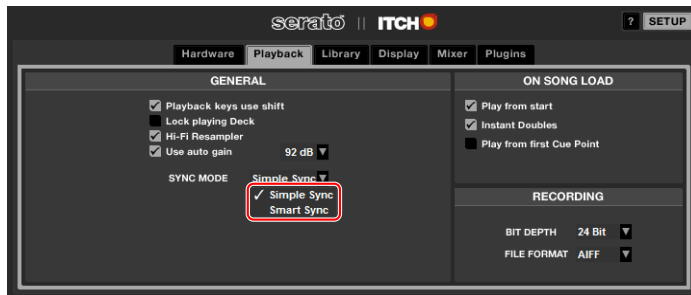 serato || ITCH
? SETUP
Hardware Playback Library Display Mixer Plugins
GENERAL
Playback keys use shift
Lock playing Deck
Hi-Fi Resampler
Use auto gain 92 dB
SYNC MODE Simple Sync
✓ Simple Sync
Smart Sync
ON SONG LOAD
Play from start
Instant Doubles
Play from first Cue Point
RECORDING
BIT DEPTH 24 Bit
FILE FORMAT AIFF